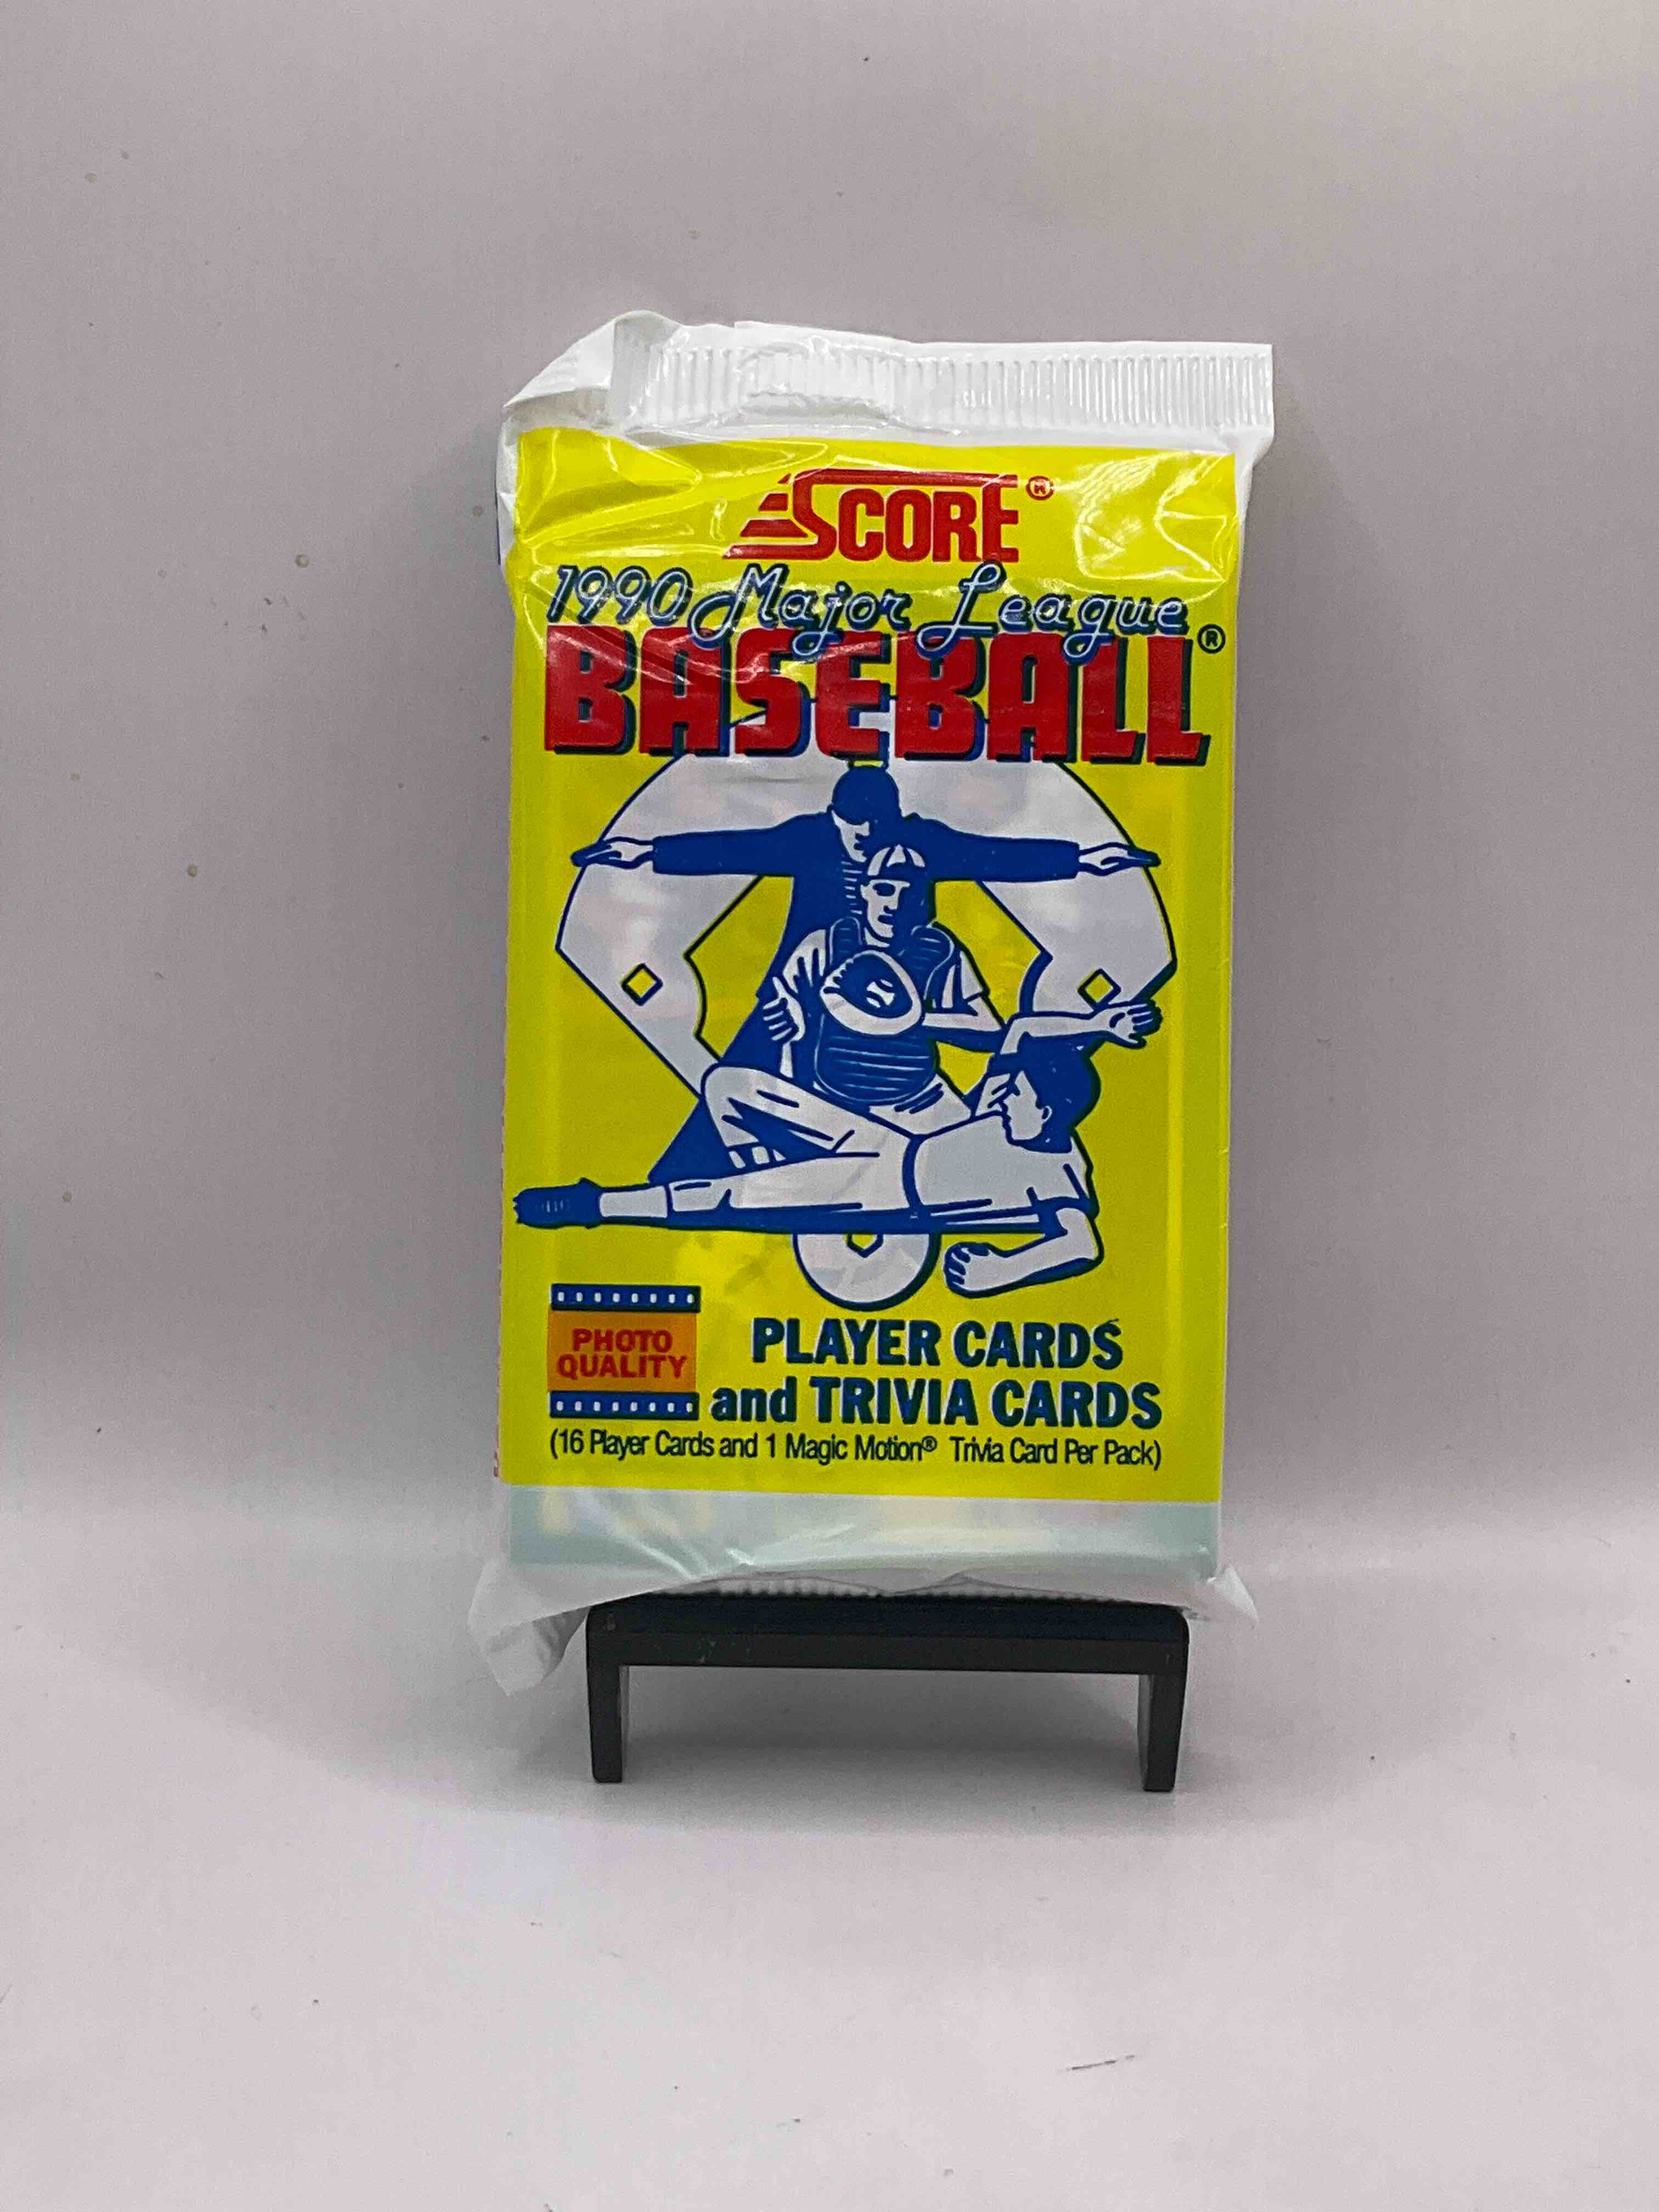 SCORE®
1990 Major League
BASEBALL®
PHOTO
QUALITY
PLAYER CARDS
and TRIVIA CARDS
(16 Player Cards and 1 Magic Motion® Trivia Card Per Pack)